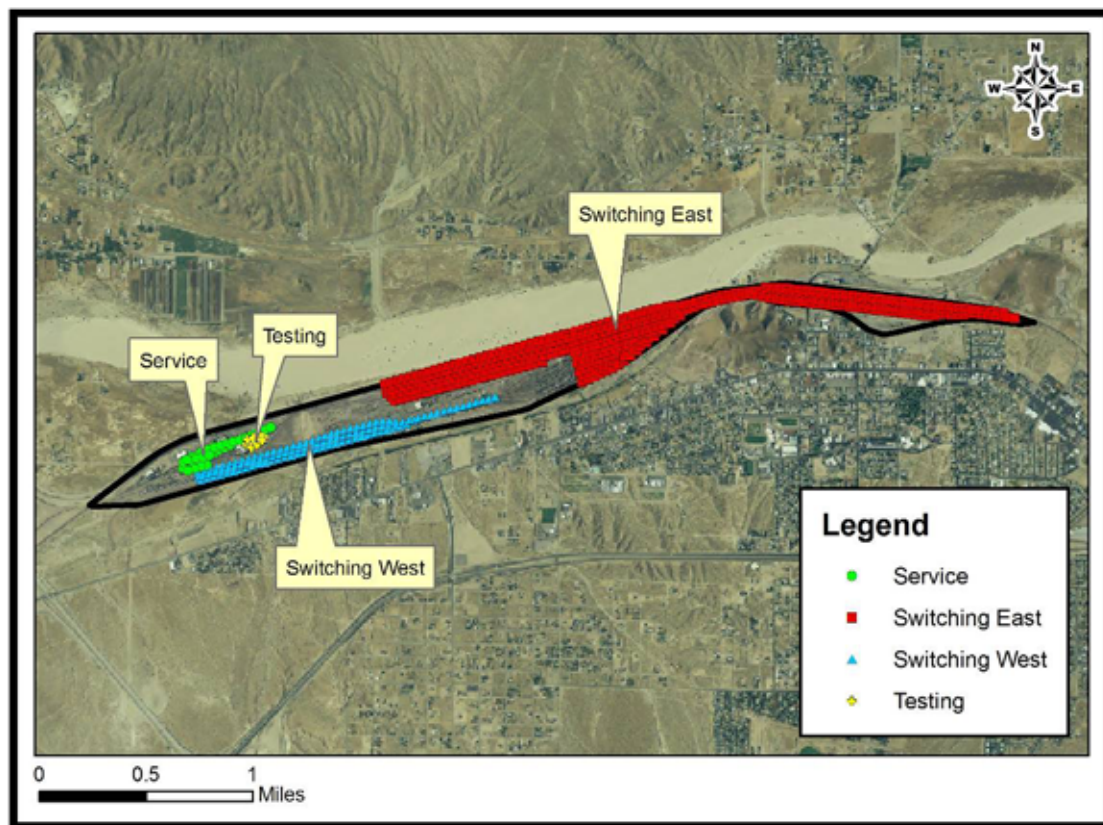 N
W E
S
Switching East
Testing
Service
Switching West
Legend
Service
Switching East
Switching West
Testing
0 0.5 1
Miles